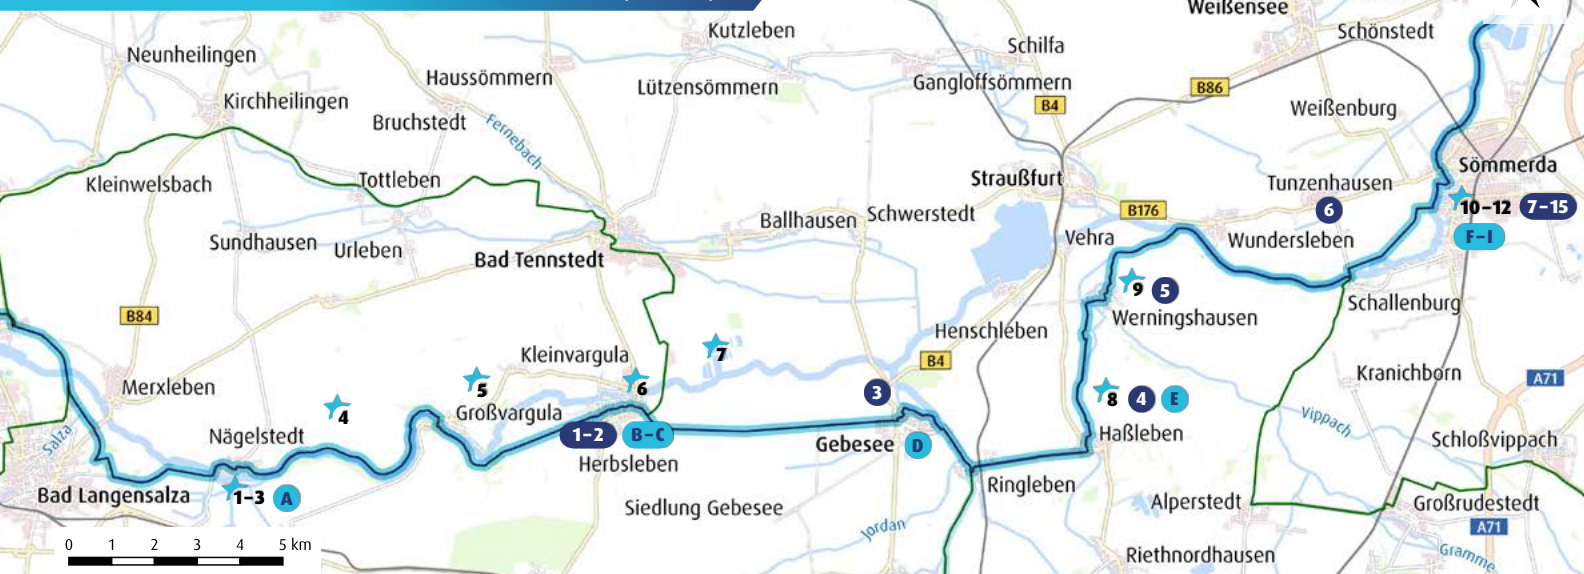 Weißensee
Kutzleben
Schönstedt
Schilfa
Neunheilingen
Haussömmern
Gangloffsömmern
Lützensömmern
B86
Kirchheilingen
B4
Weißenburg
Bruchstedt
Fernebach
Sömmerda
Straußfurt
Tottleben
Tunzenhausen
Kleinwelsbach
10–12
7–15
6
B176
Schwerstedt
Ballhausen
F–I
Vehra
Wundersleben
Sundhausen
Urleben
Bad Tennstedt
9
5
Schallenburg
B84
Werningshausen
Henschleben
7
Kleinvargula
B4
Kranichborn
A71
Merxleben
5
6
3
8
4
E
4
Großvargula
Vippach
Nägelstedt
1–2
B–C
Haßleben
Salza
Gebesee
D
Schloßvippach
Herbsleben
Ringleben
Bad Langensalza
1–3
A
Siedlung Gebesee
Alperstedt
Großrudestedt
Jordan
A71
0 1 2 3 4 5 km
Riethnordhausen
Gramme